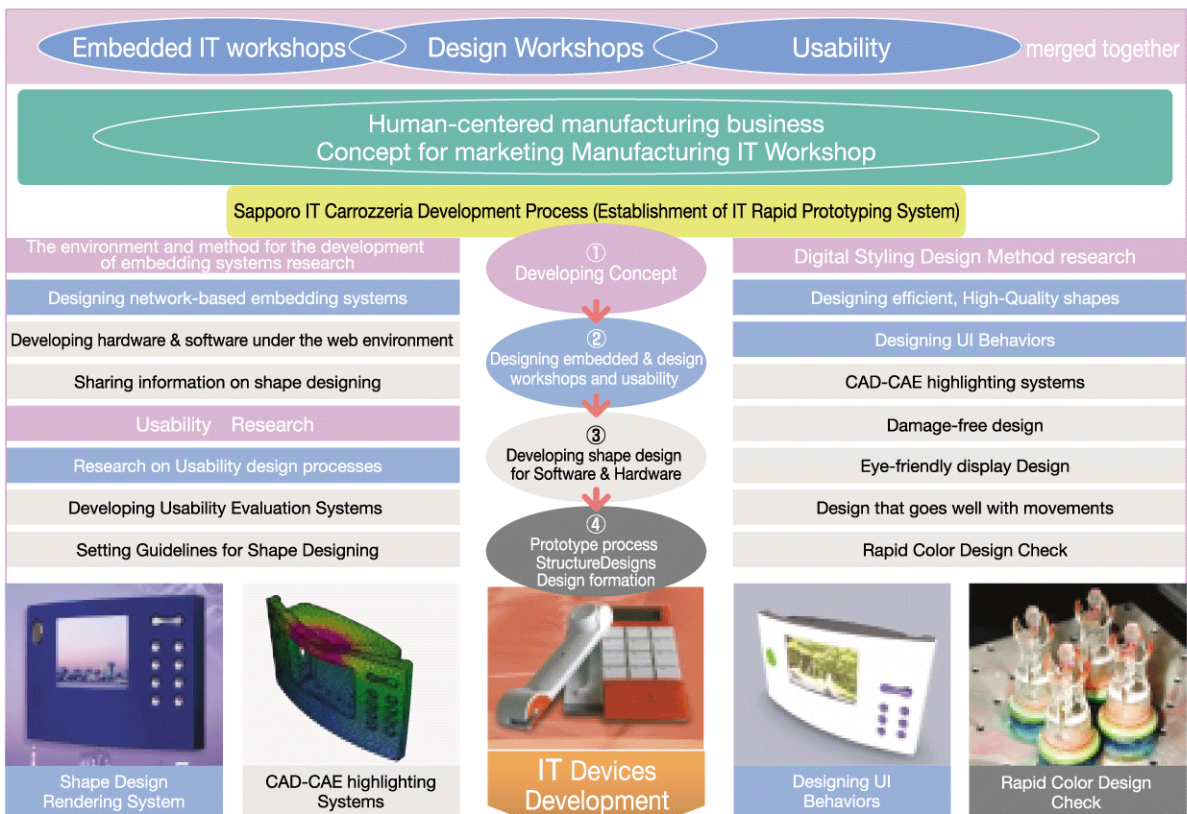 Embedded IT workshops
Design Workshops
Usability
merged together
Human-centered manufacturing business
Concept for marketing Manufacturing IT Workshop
Sapporo IT Carrozzeria Development Process (Establishment of IT Rapid Prototyping System)
The environment and method for the development
of embedding systems research
Designing network-based embedding systems
Developing hardware & software under the web environment
Sharing information on shape designing
Usability Research
Research on Usability design processes
Developing Usability Evaluation Systems
Setting Guidelines for Shape Designing
①
Developing Concept
②
Designing embedded & design
workshops and usability
③
Developing shape design
for Software & Hardware
④
Prototype process
StructureDesigns
Design formation
Digital Styling Design Method research
Designing efficient, High-Quality shapes
Designing UI Behaviors
CAD-CAE highlighting systems
Damage-free design
Eye-friendly display Design
Design that goes well with movements
Rapid Color Design Check
Shape Design
Rendering System
CAD-CAE highlighting
Systems
IT Devices
Development
Designing UI
Behaviors
Rapid Color Design
Check